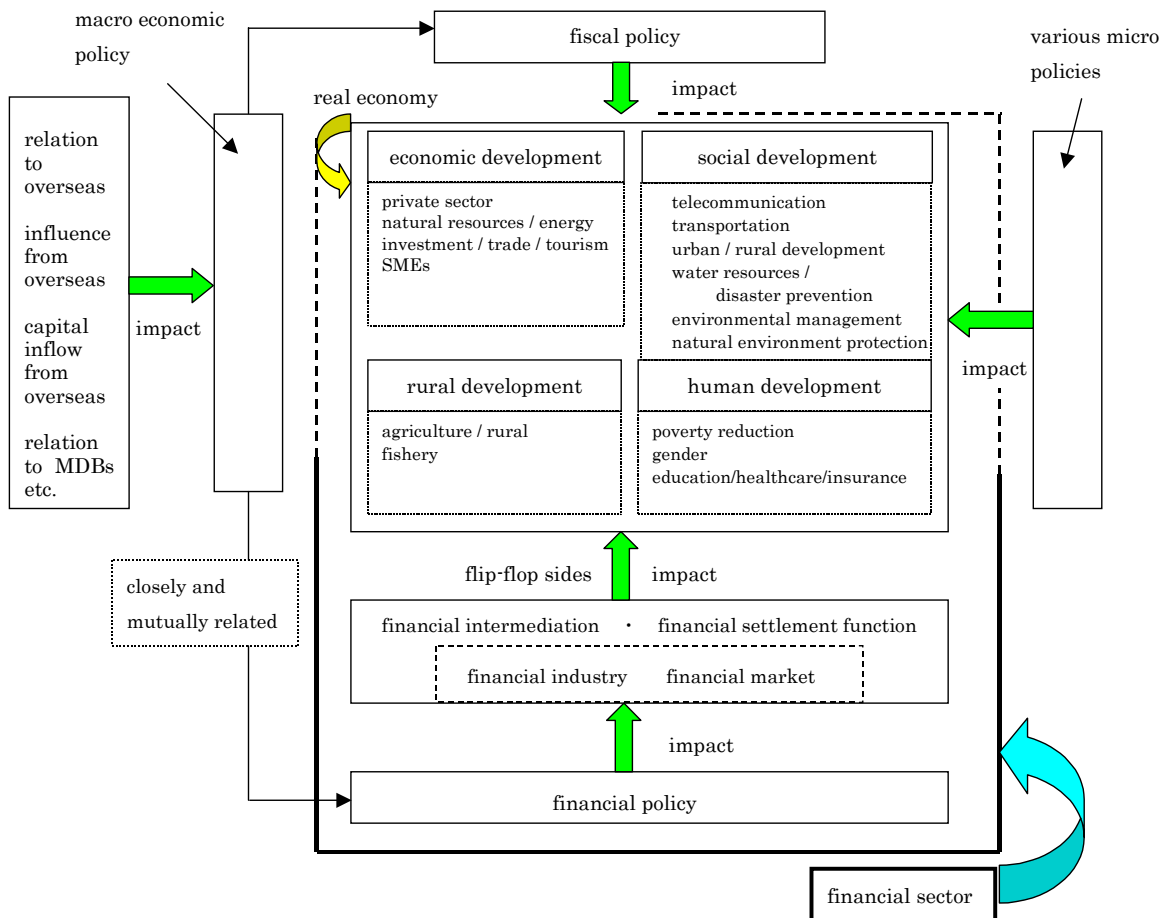 macro economic
policy
fiscal policy
various micro
policies
impact
real economy
relation
to
overseas
influence
from
overseas
capital
inflow
from
overseas
relation
to MDBs
etc.
impact
economic development
private sector
natural resources / energy
investment / trade / tourism
SMEs
social development
telecommunication
transportation
urban / rural development
water resources /
disaster prevention
environmental management
natural environment protection
impact
rural development
agriculture / rural
fishery
human development
poverty reduction
gender
education/healthcare/insurance
closely and
mutually related
flip-flop sides
impact
financial intermediation ・ financial settlement function
financial industry financial market
impact
financial policy
financial sector